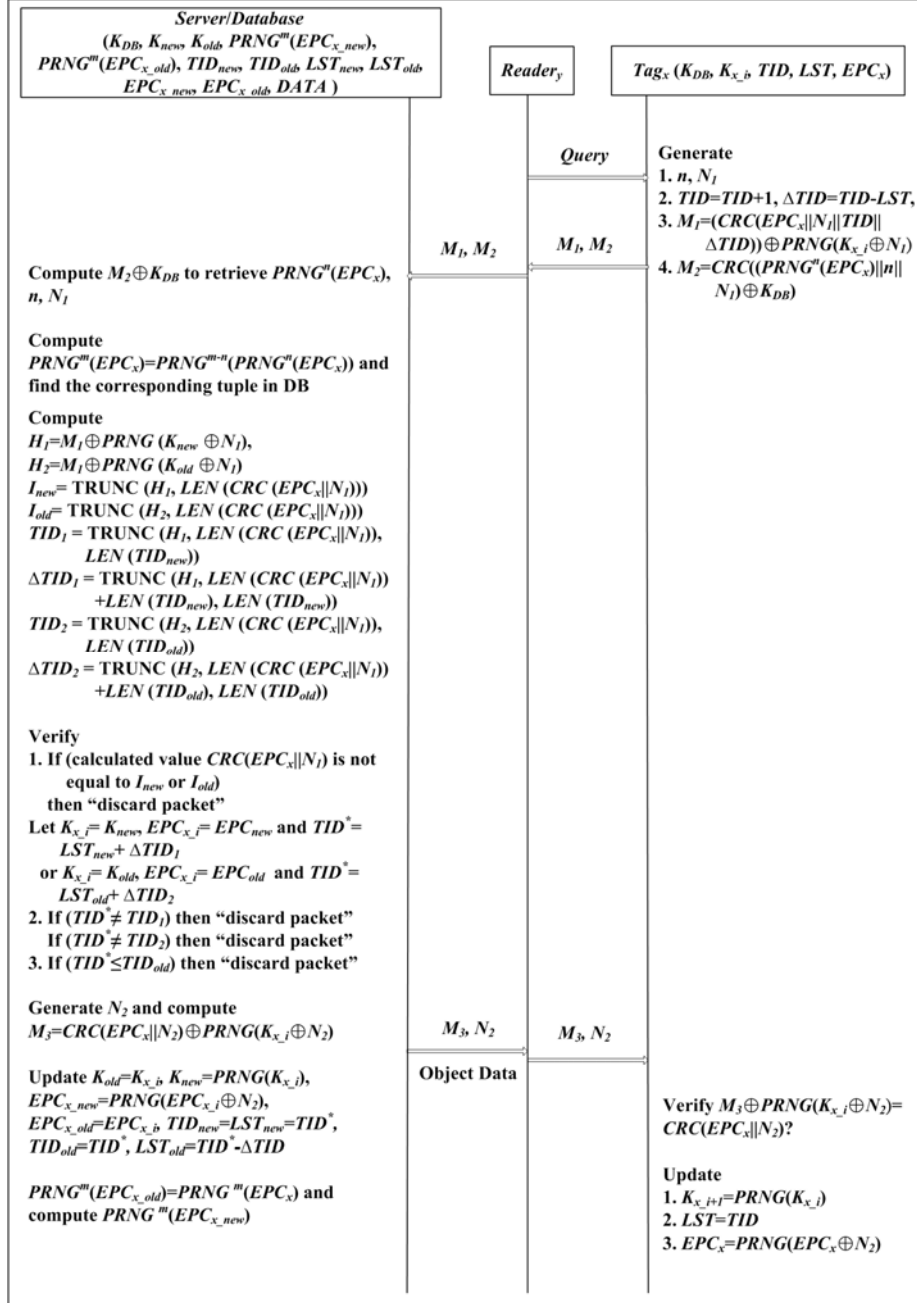 Server/Database
(K_DB, K_new, K_old, PRNG^m(EPC_x_new),
PRNG^m(EPC_x_old), TID_new, TID_old, LST_new, LST_old,
EPC_x_new, EPC_x_old, DATA )
Reader_y
Tag_x (K_DB, K_x_i, TID, LST, EPC_x)
Query
Generate
1. n, N_1
2. TID=TID+1, ΔTID=TID-LST,
3. M_1=(CRC(EPC_x||N_1||TID||
ΔTID))⊕PRNG(K_x_i⊕N_1)
4. M_2=CRC((PRNG^n(EPC_x)||n||
N_1)⊕K_DB)
M_1, M_2
M_1, M_2
Compute M_2⊕K_DB to retrieve PRNG^n(EPC_x),
n, N_1
Compute
PRNG^m(EPC_x)=PRNG^m-n(PRNG^n(EPC_x)) and
find the corresponding tuple in DB
Compute
H_1=M_1⊕PRNG (K_new ⊕N_1),
H_2=M_1⊕PRNG (K_old ⊕N_1)
I_new= TRUNC (H_1, LEN (CRC (EPC_x||N_1)))
I_old= TRUNC (H_2, LEN (CRC (EPC_x||N_1)))
TID_1 = TRUNC (H_1, LEN (CRC (EPC_x||N_1)),
LEN (TID_new))
ΔTID_1 = TRUNC (H_1, LEN (CRC (EPC_x||N_1))
+LEN (TID_new), LEN (TID_new))
TID_2 = TRUNC (H_2, LEN (CRC (EPC_x||N_1)),
LEN (TID_old))
ΔTID_2 = TRUNC (H_2, LEN (CRC (EPC_x||N_1))
+LEN (TID_old), LEN (TID_old))
Verify
1. If (calculated value CRC(EPC_x||N_1) is not
equal to I_new or I_old)
then “discard packet”
Let K_x_i= K_new, EPC_x_i= EPC_new and TID^*=
LST_new+ ΔTID_1
or K_x_i= K_old, EPC_x_i= EPC_old and TID^*=
LST_old+ ΔTID_2
2. If (TID^*≠ TID_1) then “discard packet”
If (TID^*≠ TID_2) then “discard packet”
3. If (TID^*≤TID_old) then “discard packet”
Generate N_2 and compute
M_3=CRC(EPC_x||N_2)⊕PRNG(K_x_i⊕N_2)
M_3, N_2
M_3, N_2
Object Data
Update K_old=K_x_i, K_new=PRNG(K_x_i),
EPC_x_new=PRNG(EPC_x_i⊕N_2),
EPC_x_old=EPC_x_i, TID_new=LST_new=TID^*,
TID_old=TID^*, LST_old=TID^*-ΔTID
PRNG^m(EPC_x_old)=PRNG ^m(EPC_x) and
compute PRNG ^m(EPC_x_new)
Verify M_3⊕PRNG(K_x_i⊕N_2)=
CRC(EPC_x||N_2)?
Update
1. K_x_i+1=PRNG(K_x_i)
2. LST=TID
3. EPC_x=PRNG(EPC_x⊕N_2)